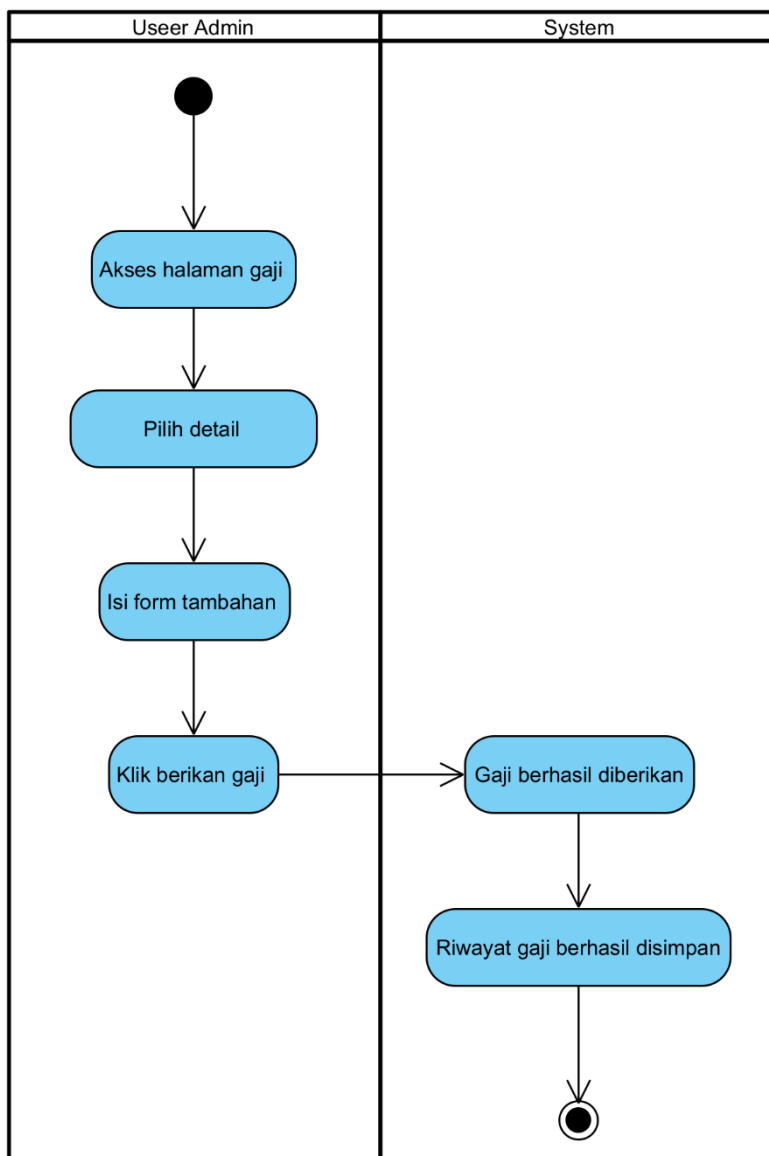 Useer Admin
System
Akses halaman gaji
Pilih detail
Isi form tambahan
Klik berikan gaji
Gaji berhasil diberikan
Riwayat gaji berhasil disimpan